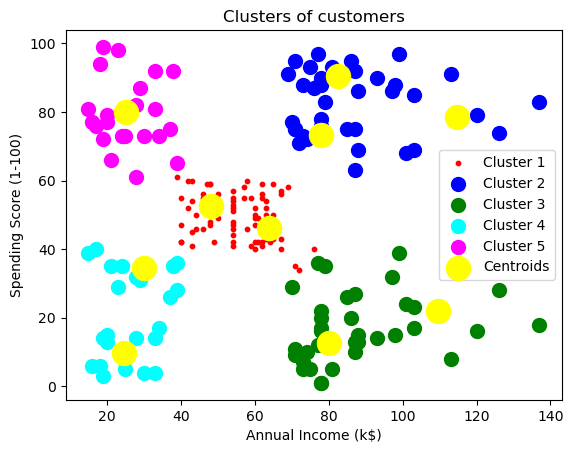 Clusters of customers
Spending Score (1-100)
100
80
60
40
20
0
Cluster 1
Cluster 2
Cluster 3
Cluster 4
Cluster 5
Centroids
20
40
60
80
100
120
140
Annual Income (k$)